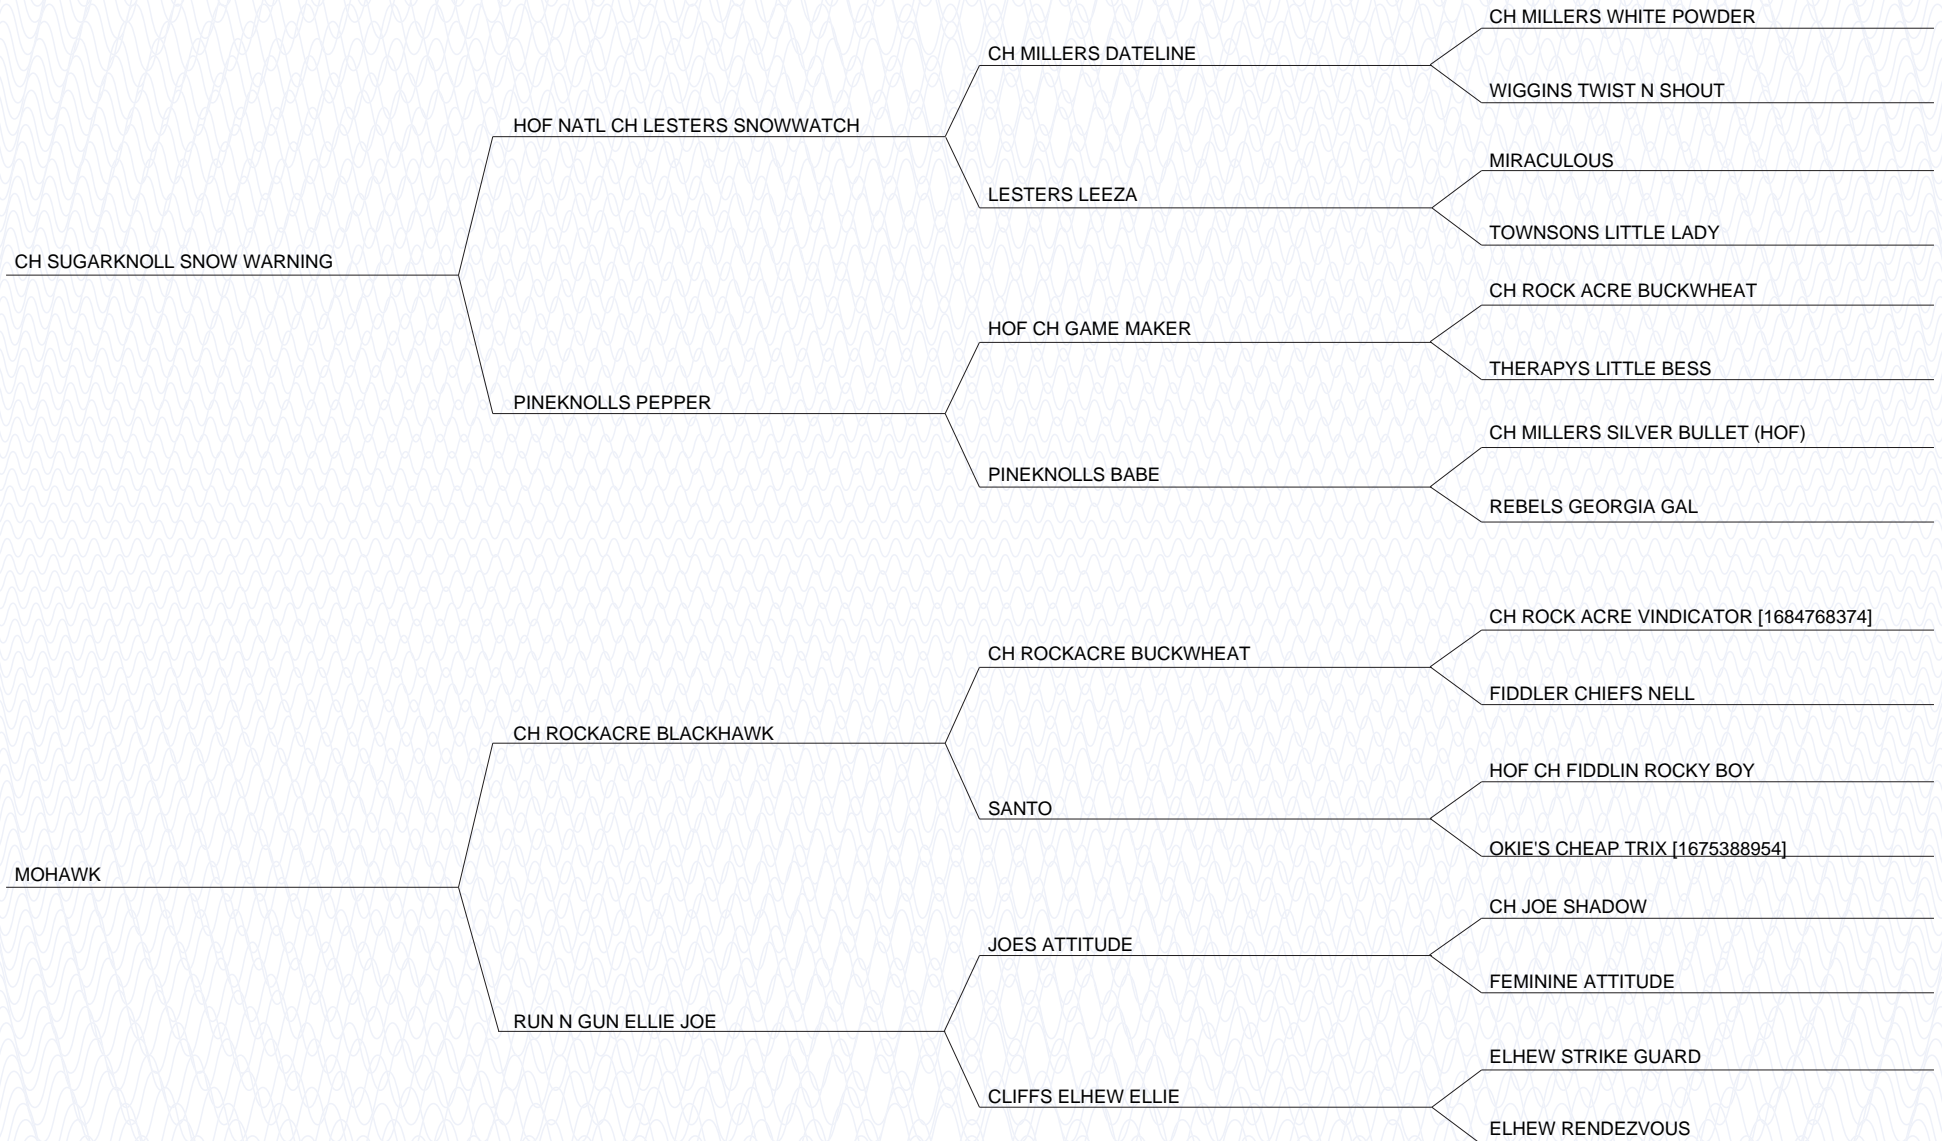 CH MILLERS WHITE POWDER
CH MILLERS DATELINE
WIGGINS TWIST N SHOUT
HOF NATL CH LESTERS SNOWWATCH
MIRACULOUS
LESTERS LEEZA
TOWNSONS LITTLE LADY
CH SUGARKNOLL SNOW WARNING
CH ROCK ACRE BUCKWHEAT
HOF CH GAME MAKER
THERAPYS LITTLE BESS
PINEKNOLLS PEPPER
CH MILLERS SILVER BULLET (HOF)
PINEKNOLLS BABE
REBELS GEORGIA GAL
CH ROCK ACRE VINDICATOR [1684768374]
CH ROCKACRE BUCKWHEAT
FIDDLER CHIEFS NELL
CH ROCKACRE BLACKHAWK
HOF CH FIDDLIN ROCKY BOY
SANTO
OKIE'S CHEAP TRIX [1675388954]
MOHAWK
CH JOE SHADOW
JOES ATTITUDE
FEMININE ATTITUDE
RUN N GUN ELLIE JOE
ELHEW STRIKE GUARD
CLIFFS ELHEW ELLIE
ELHEW RENDEZVOUS